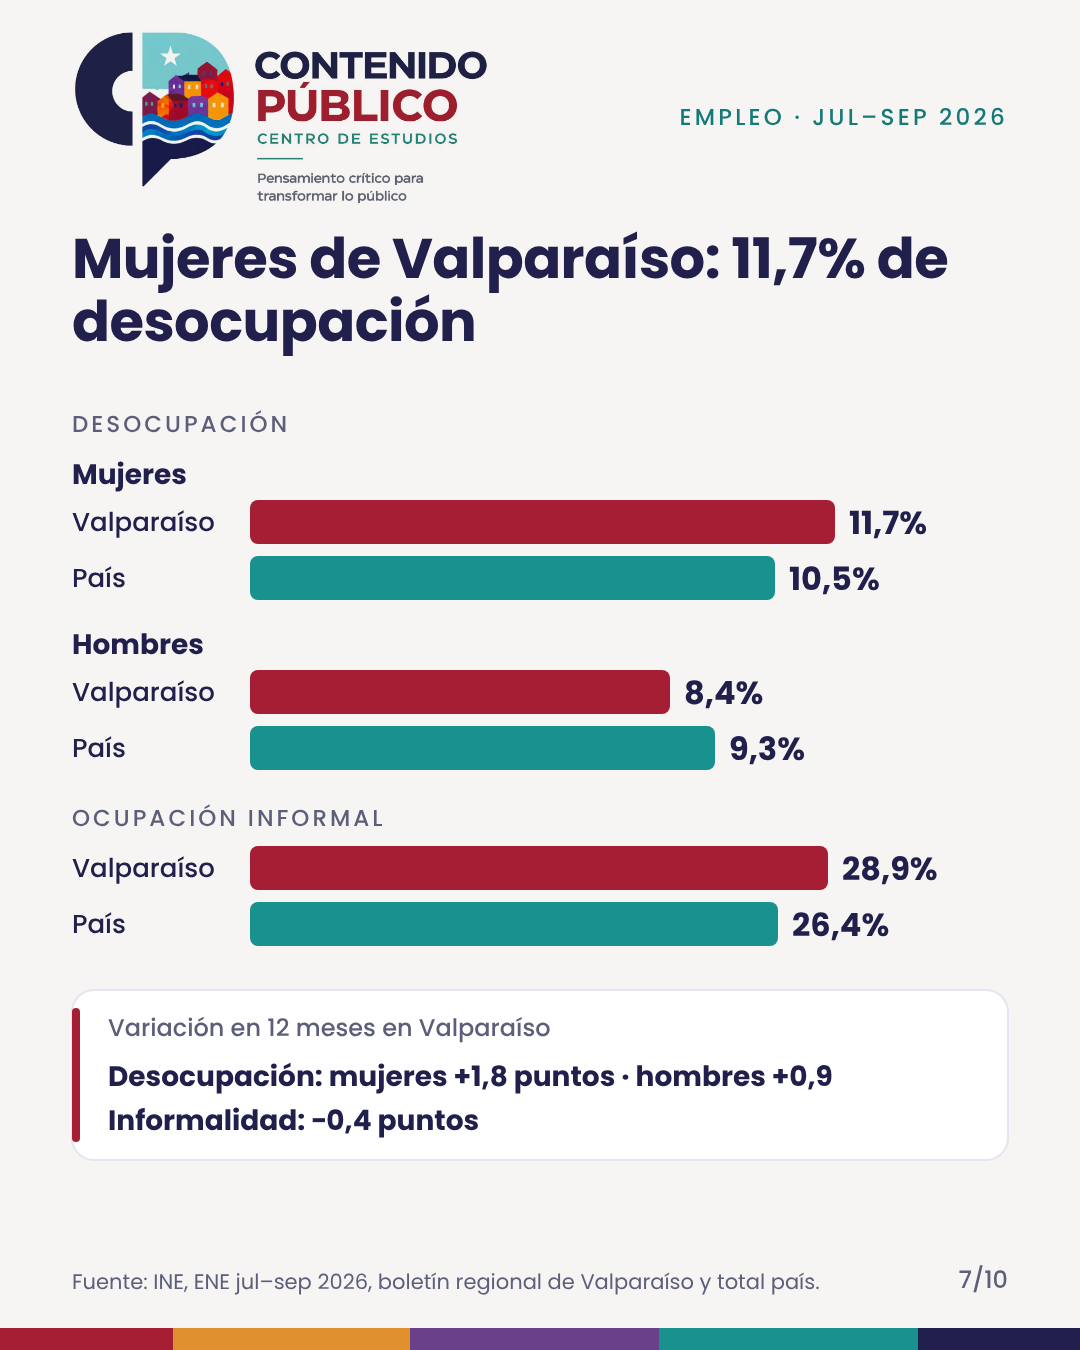 CONTENIDO
PÚBLICO
CENTRO DE ESTUDIOS
Pensamiento crítico para
transformar lo público
EMPLEO · JUL–SEP 2026
Mujeres de Valparaíso: 11,7% de
desocupación
DESOCUPACIÓN
Mujeres
Valparaíso 11,7%
País 10,5%
Hombres
Valparaíso 8,4%
País 9,3%
OCUPACIÓN INFORMAL
Valparaíso 28,9%
País 26,4%
Variación en 12 meses en Valparaíso
Desocupación: mujeres +1,8 puntos · hombres +0,9
Informalidad: −0,4 puntos
Fuente: INE, ENE jul–sep 2026, boletín regional de Valparaíso y total país.
7/10